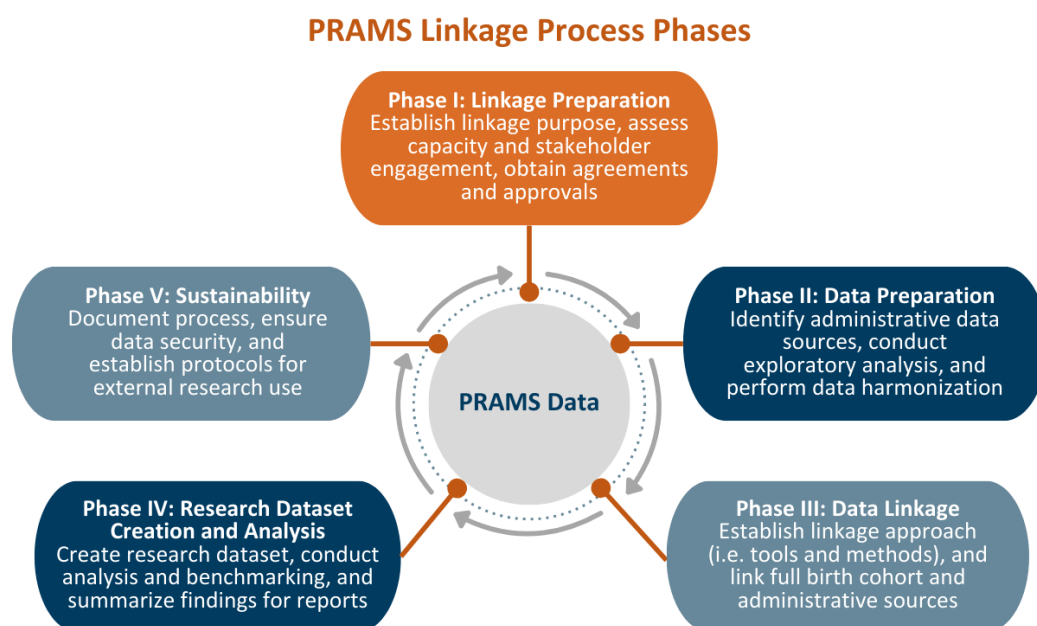 PRAMS Linkage Process Phases
Phase I: Linkage Preparation
Establish linkage purpose, assess
capacity and stakeholder
engagement, obtain agreements
and approvals
Phase II: Data Preparation
Identify administrative data
sources, conduct
exploratory analysis, and
perform data harmonization
Phase III: Data Linkage
Establish linkage approach
(i.e. tools and methods), and
link full birth cohort and
administrative sources
Phase IV: Research Dataset
Creation and Analysis
Create research dataset, conduct
analysis and benchmarking, and
summarize findings for reports
Phase V: Sustainability
Document process, ensure
data security, and
establish protocols for
external research use
PRAMS Data